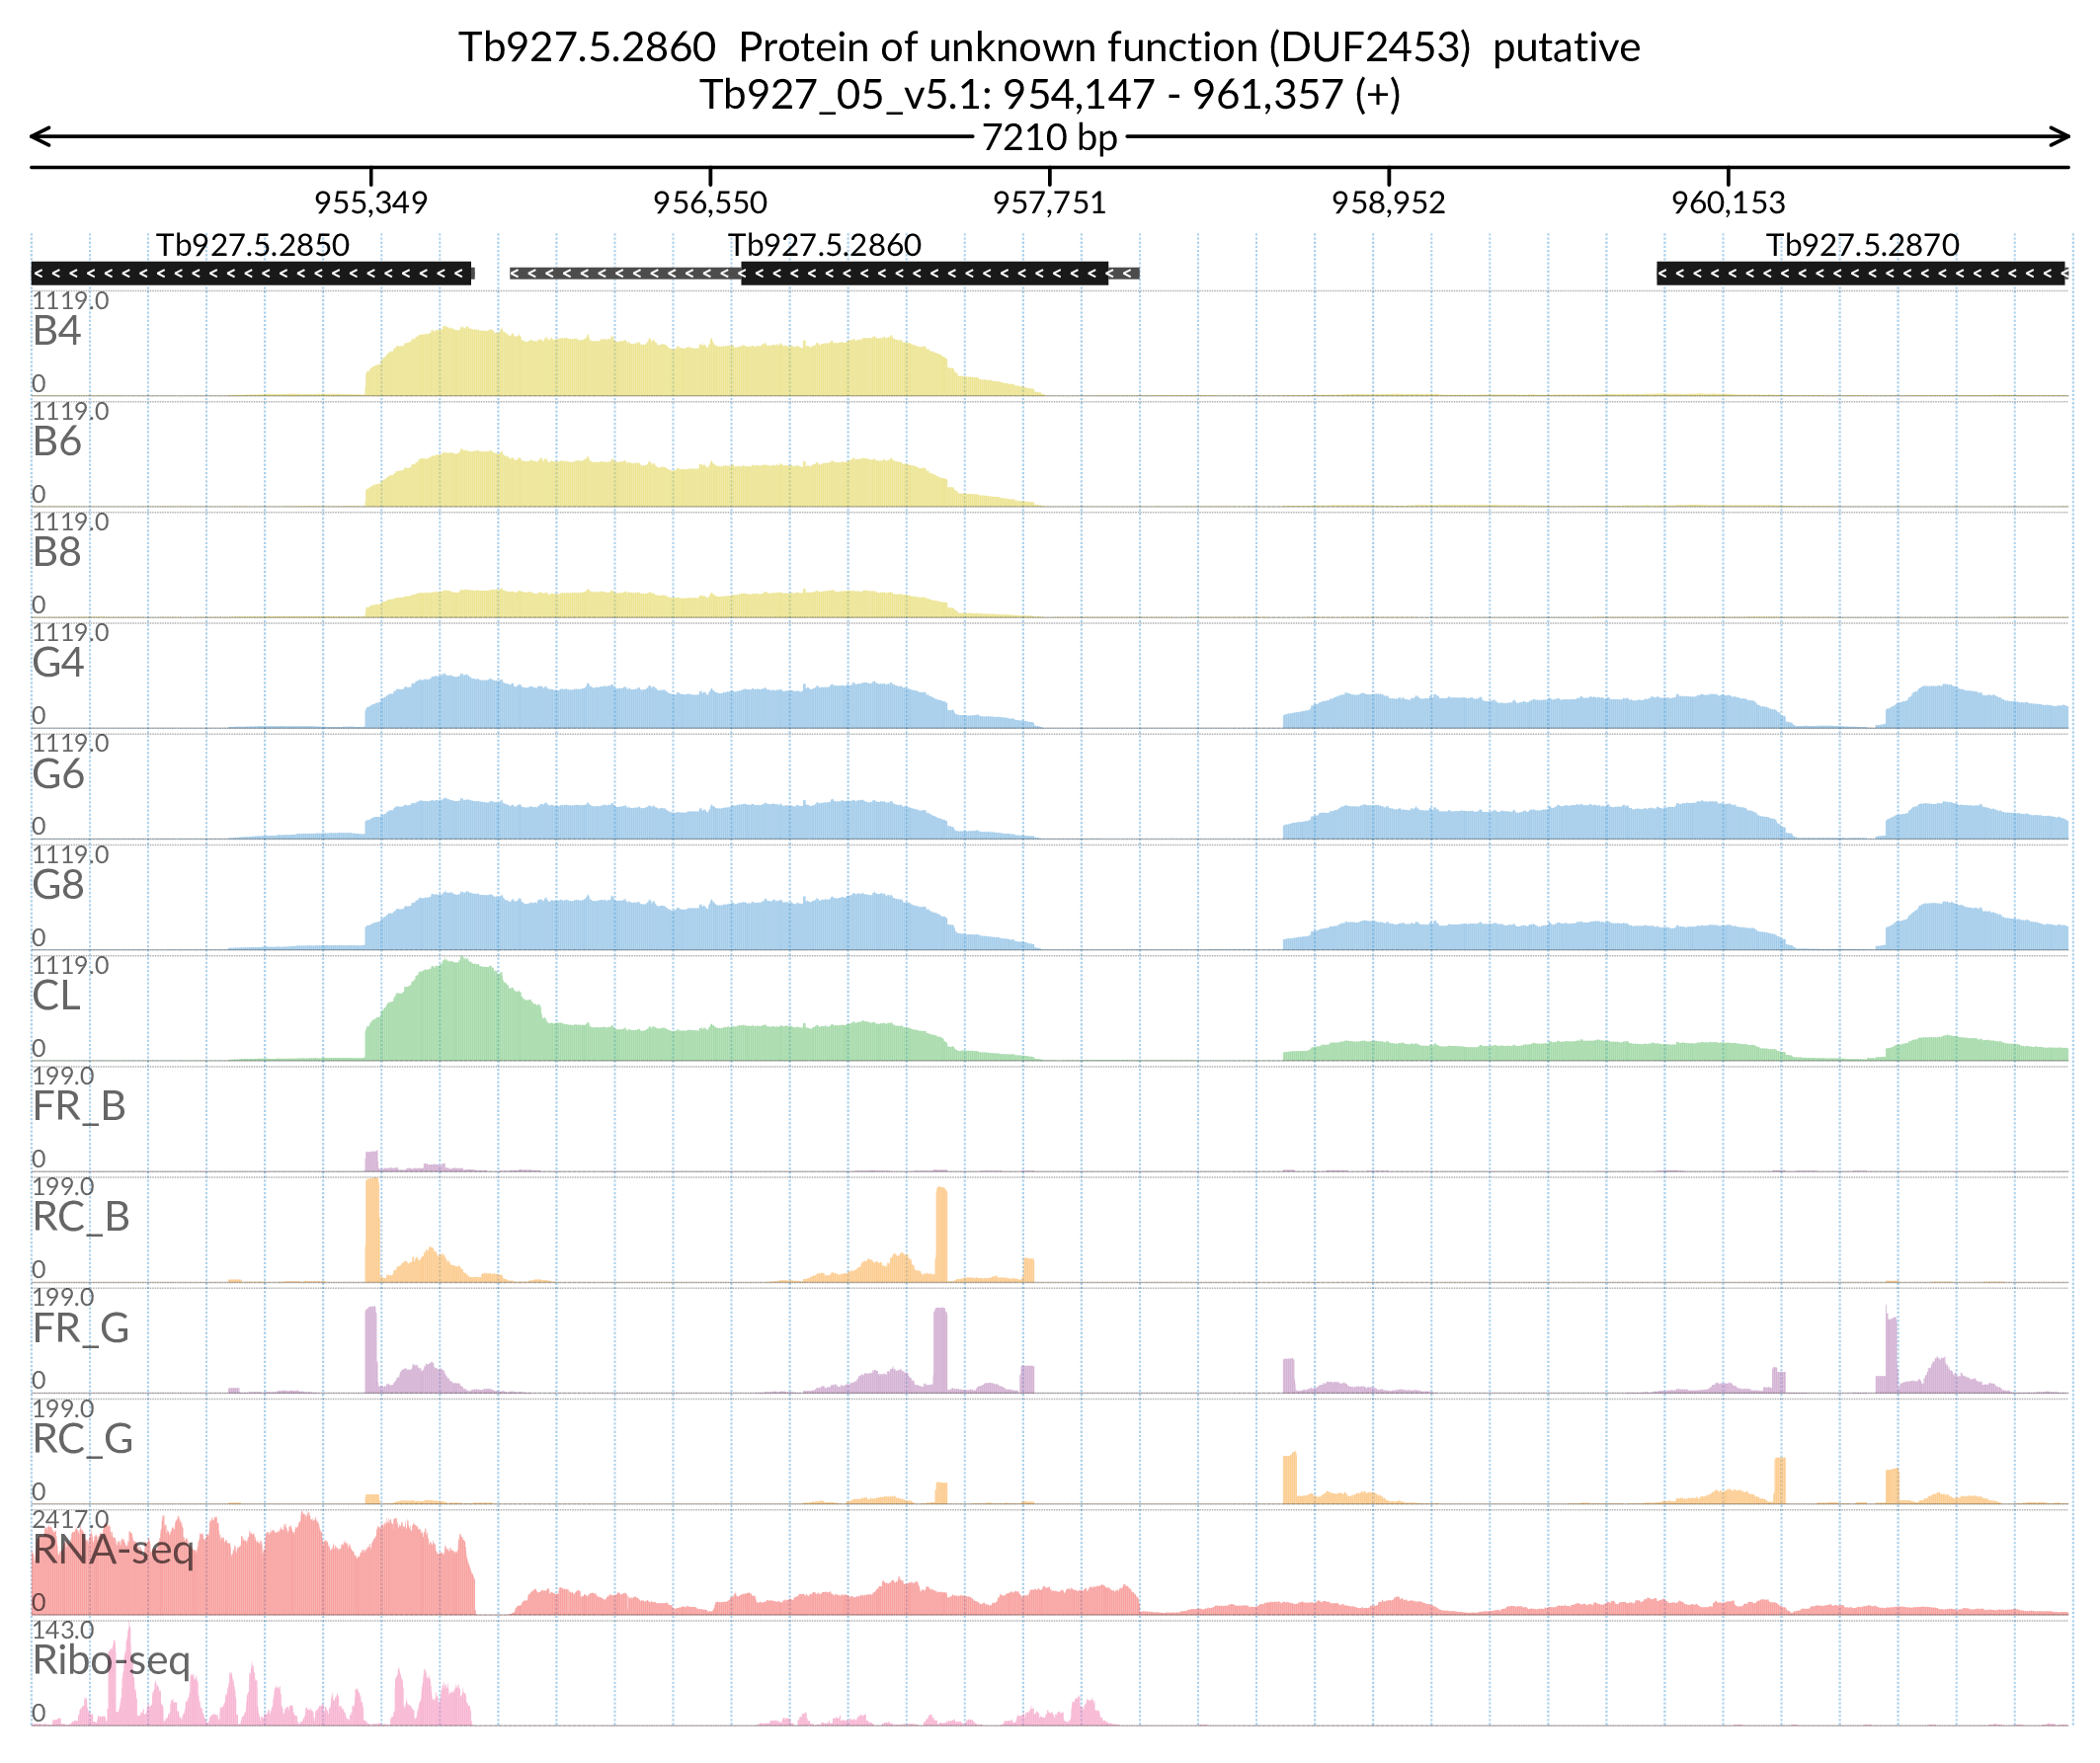 Tb927.5.2860  Protein of unknown function (DUF2453)  putative
Tb927_05_v5.1: 954,147 - 961,357 (+)
7210 bp
955,349 956,550 957,751 958,952 960,153
Tb927.5.2850 Tb927.5.2860 Tb927.5.2870
1119.0
B4
0
1119.0
B6
0
1119.0
B8
0
1119.0
G4
0
1119.0
G6
0
1119.0
G8
0
1119.0
CL
0
199.0
FR_B
0
199.0
RC_B
0
199.0
FR_G
0
199.0
RC_G
0
2417.0
RNA-seq
0
143.0
Ribo-seq
0